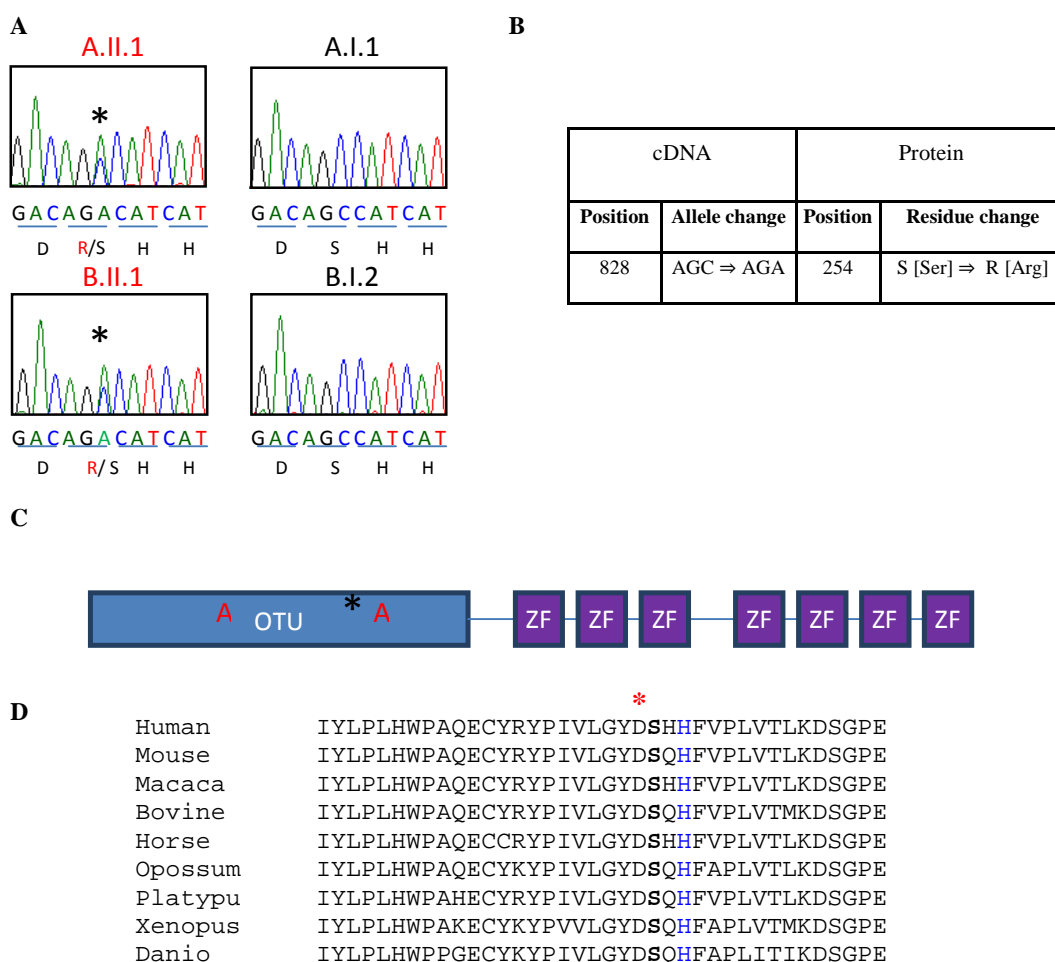 A
B
A.II.1
A.I.1
*
GACAGACATCAT
GACAGCCATCAT
D R/S H H
D S H H
B.II.1
B.I.2
*
GACAGACATCAT
GACAGCCATCAT
D R/ S H H
D S H H
cDNA Protein
Position Allele change Position Residue change
828 AGC ⇒ AGA 254 S [Ser] ⇒ R [Arg]
C
A OTU * A ZF ZF ZF ZF ZF ZF ZF
*
D
Human IYLPLHWPAQECYRYPIVLGYDSHHFVPLVTLKDSGPE
Mouse IYLPLHWPAQECYRYPIVLGYDSQHFVPLVTLKDSGPE
Macaca IYLPLHWPAQECYRYPIVLGYDSHHFVPLVTLKDSGPE
Bovine IYLPLHWPAQECYRYPIVLGYDSQHFVPLVTMKDSGPE
Horse IYLPLHWPAQECCRYPIVLGYDSHHFVPLVTLKDSGPE
Opossum IYLPLHWPAQECYKYPIVLGYDSQHFAPLVTLKDSGPE
Platypu IYLPLHWPAHECYKYPIVLGYDSQHFVPLVTLKDSGPE
Xenopus IYLPLHWPAKECYKYPVVLGYDSQHFAPLVTMKDSGPE
Danio IYLPLHWPPGECYKYPIVLGYDSQHFAPLITIKDSGPE